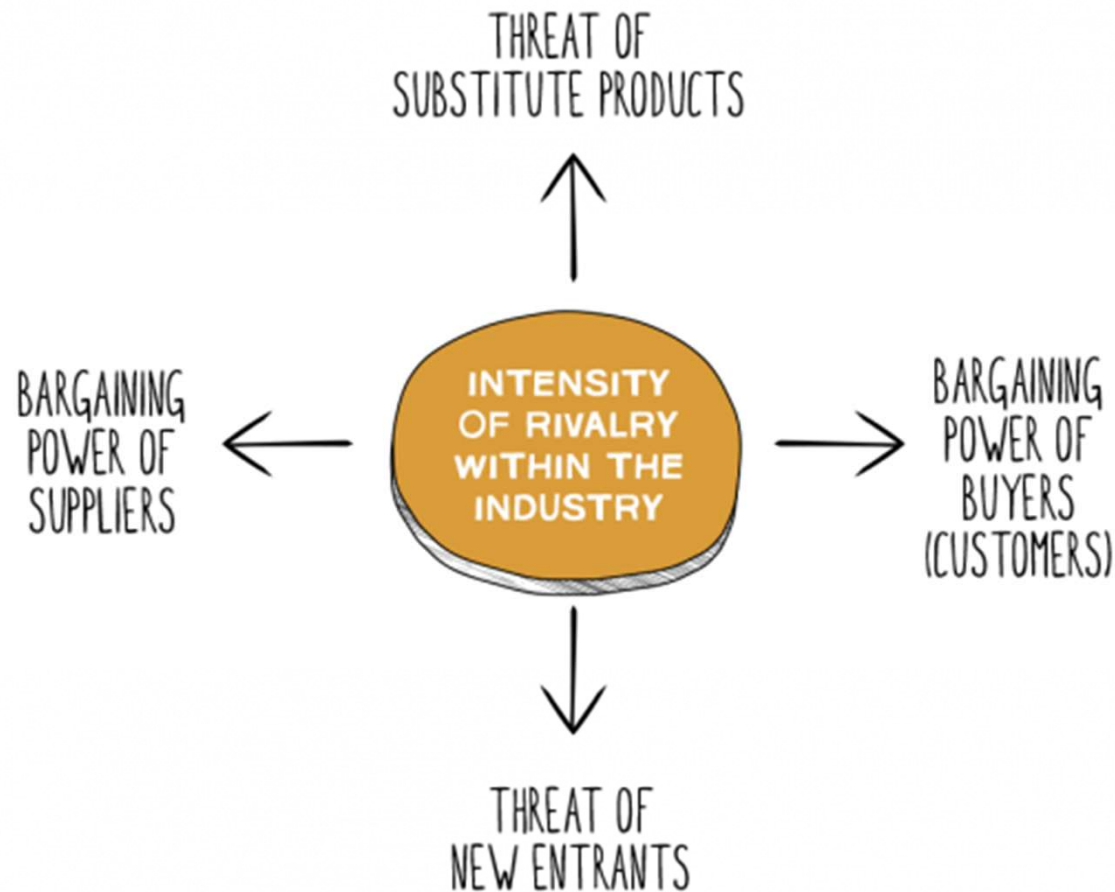 THREAT OF
SUBSTITUTE PRODUCTS
BARGAINING
POWER OF
SUPPLIERS
INTENSITY
OF RIVALRY
WITHIN THE
INDUSTRY
BARGAINING
POWER OF
BUYERS
(CUSTOMERS)
THREAT OF
NEW ENTRANTS